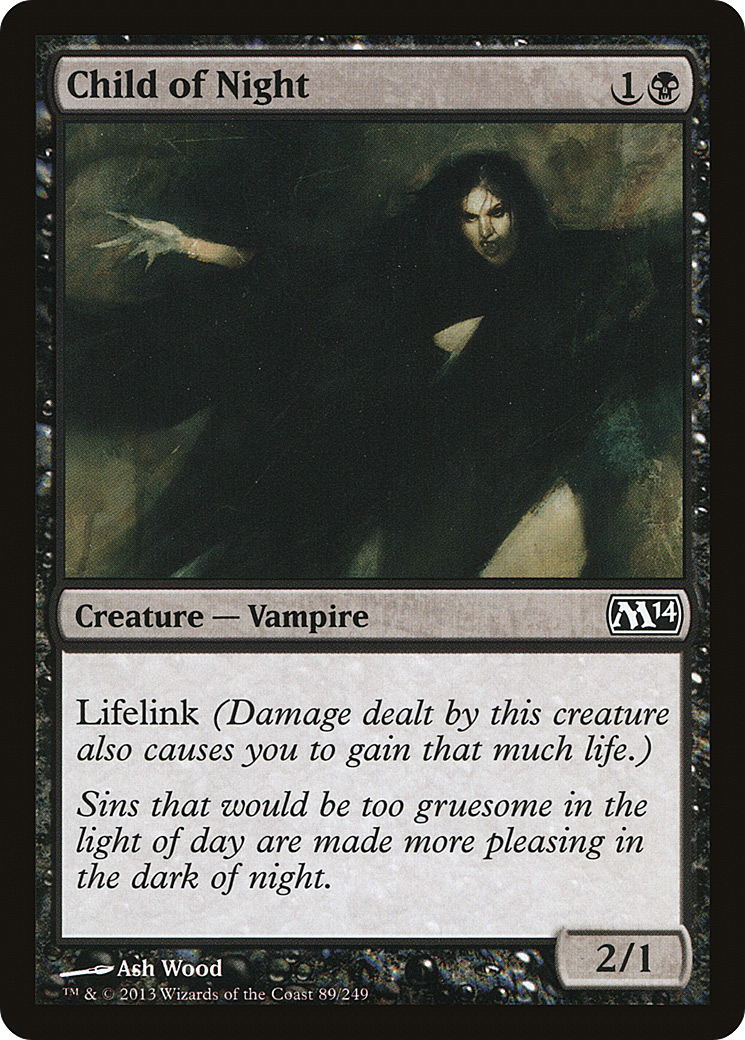 Child of Night 1
Creature — Vampire M14
Lifelink (Damage dealt by this creature
also causes you to gain that much life.)
Sins that would be too gruesome in the
light of day are made more pleasing in
the dark of night.
2/1
Ash Wood
™ & © 2013 Wizards of the Coast 89/249